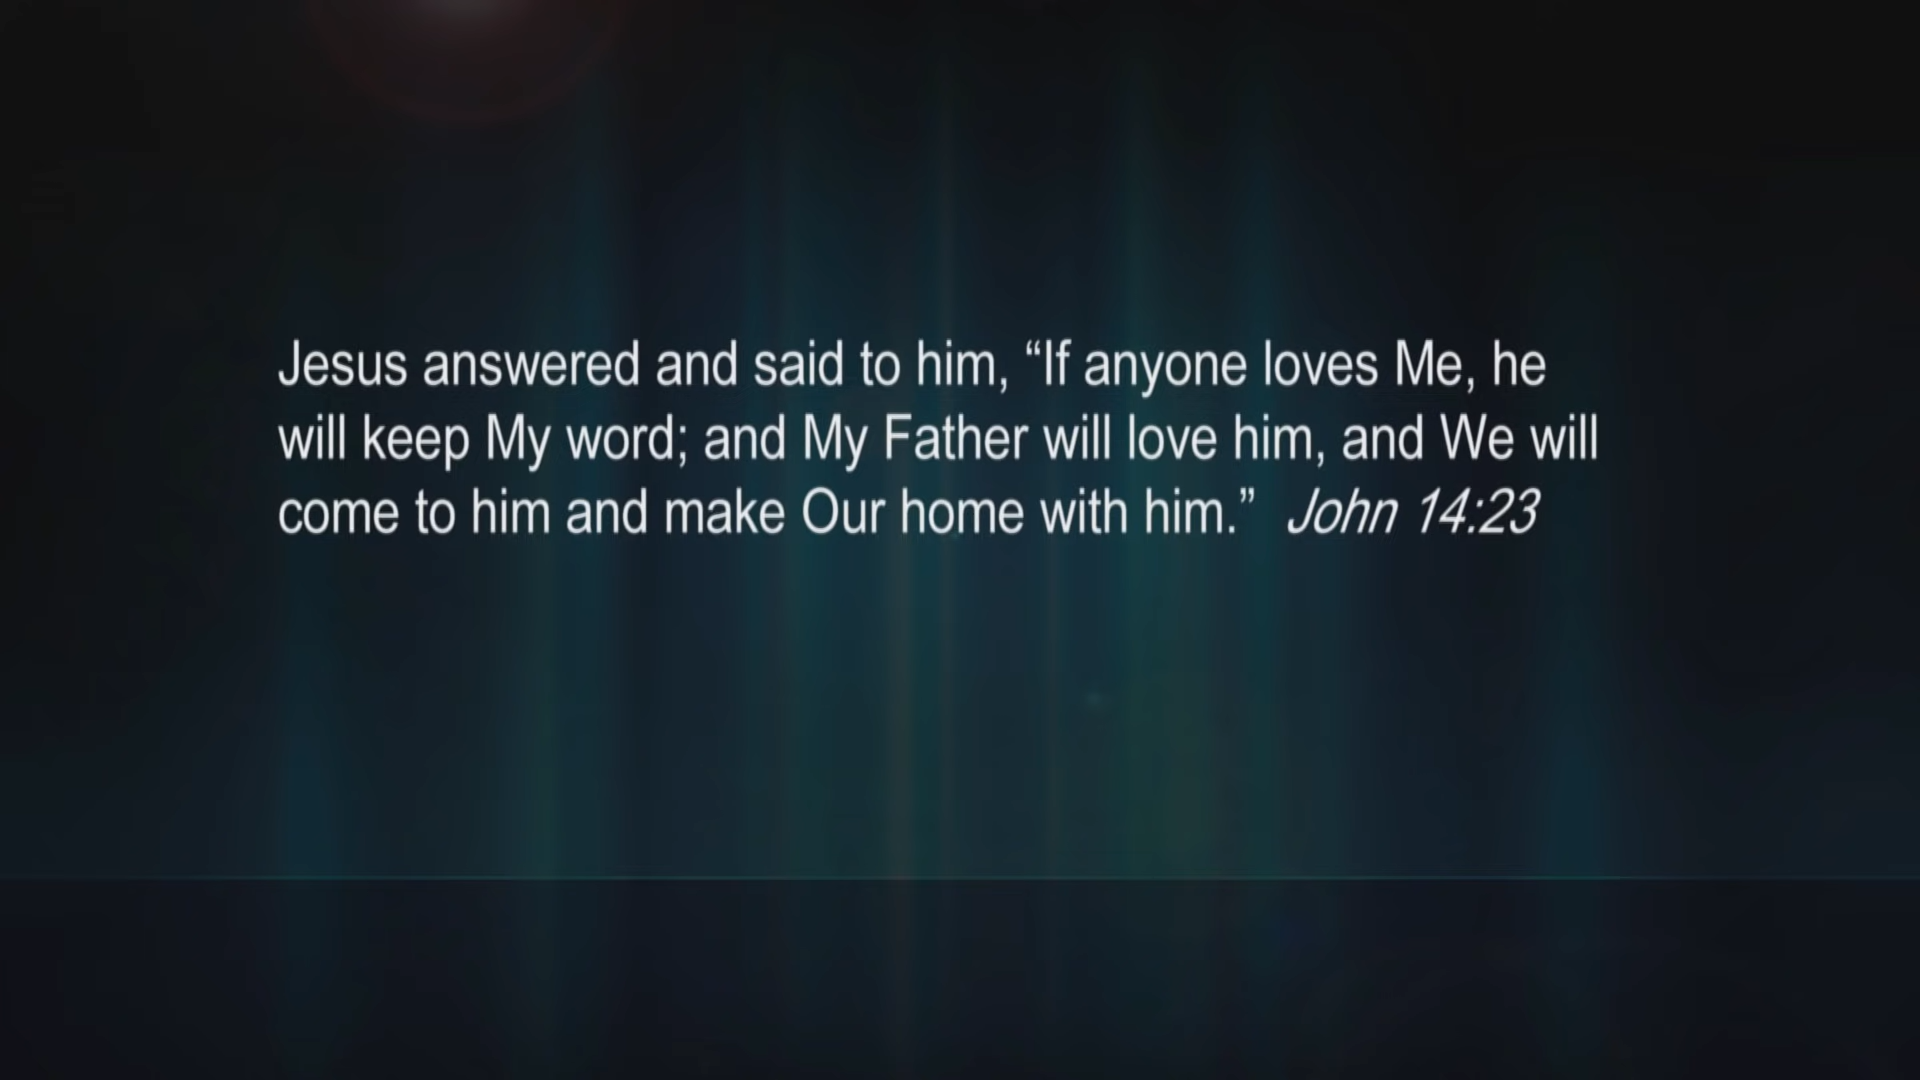 Jesus answered and said to him, “If anyone loves Me, he
will keep My word; and My Father will love him, and We will
come to him and make Our home with him.” John 14:23